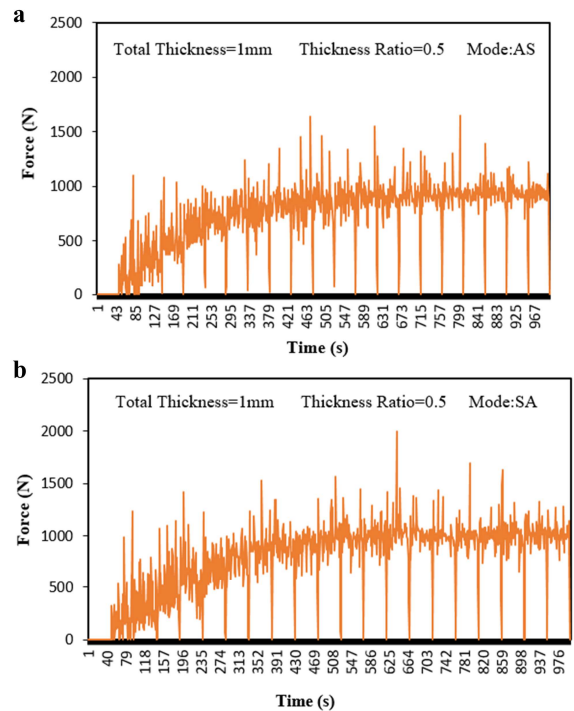 a
2500
2000
1500
1000
500
0
Force (N)
Total Thickness=1mm Thickness Ratio=0.5 Mode:AS
1 43 85 127 169 211 253 295 337 379 421 463 505 547 589 631 673 715 757 799 841 883 925 967
Time (s)
b
2500
2000
1500
1000
500
0
Force (N)
Total Thickness=1mm Thickness Ratio=0.5 Mode:SA
1 40 79 118 157 196 235 274 313 352 391 430 469 508 547 586 625 664 703 742 781 820 859 898 937 976
Time (s)